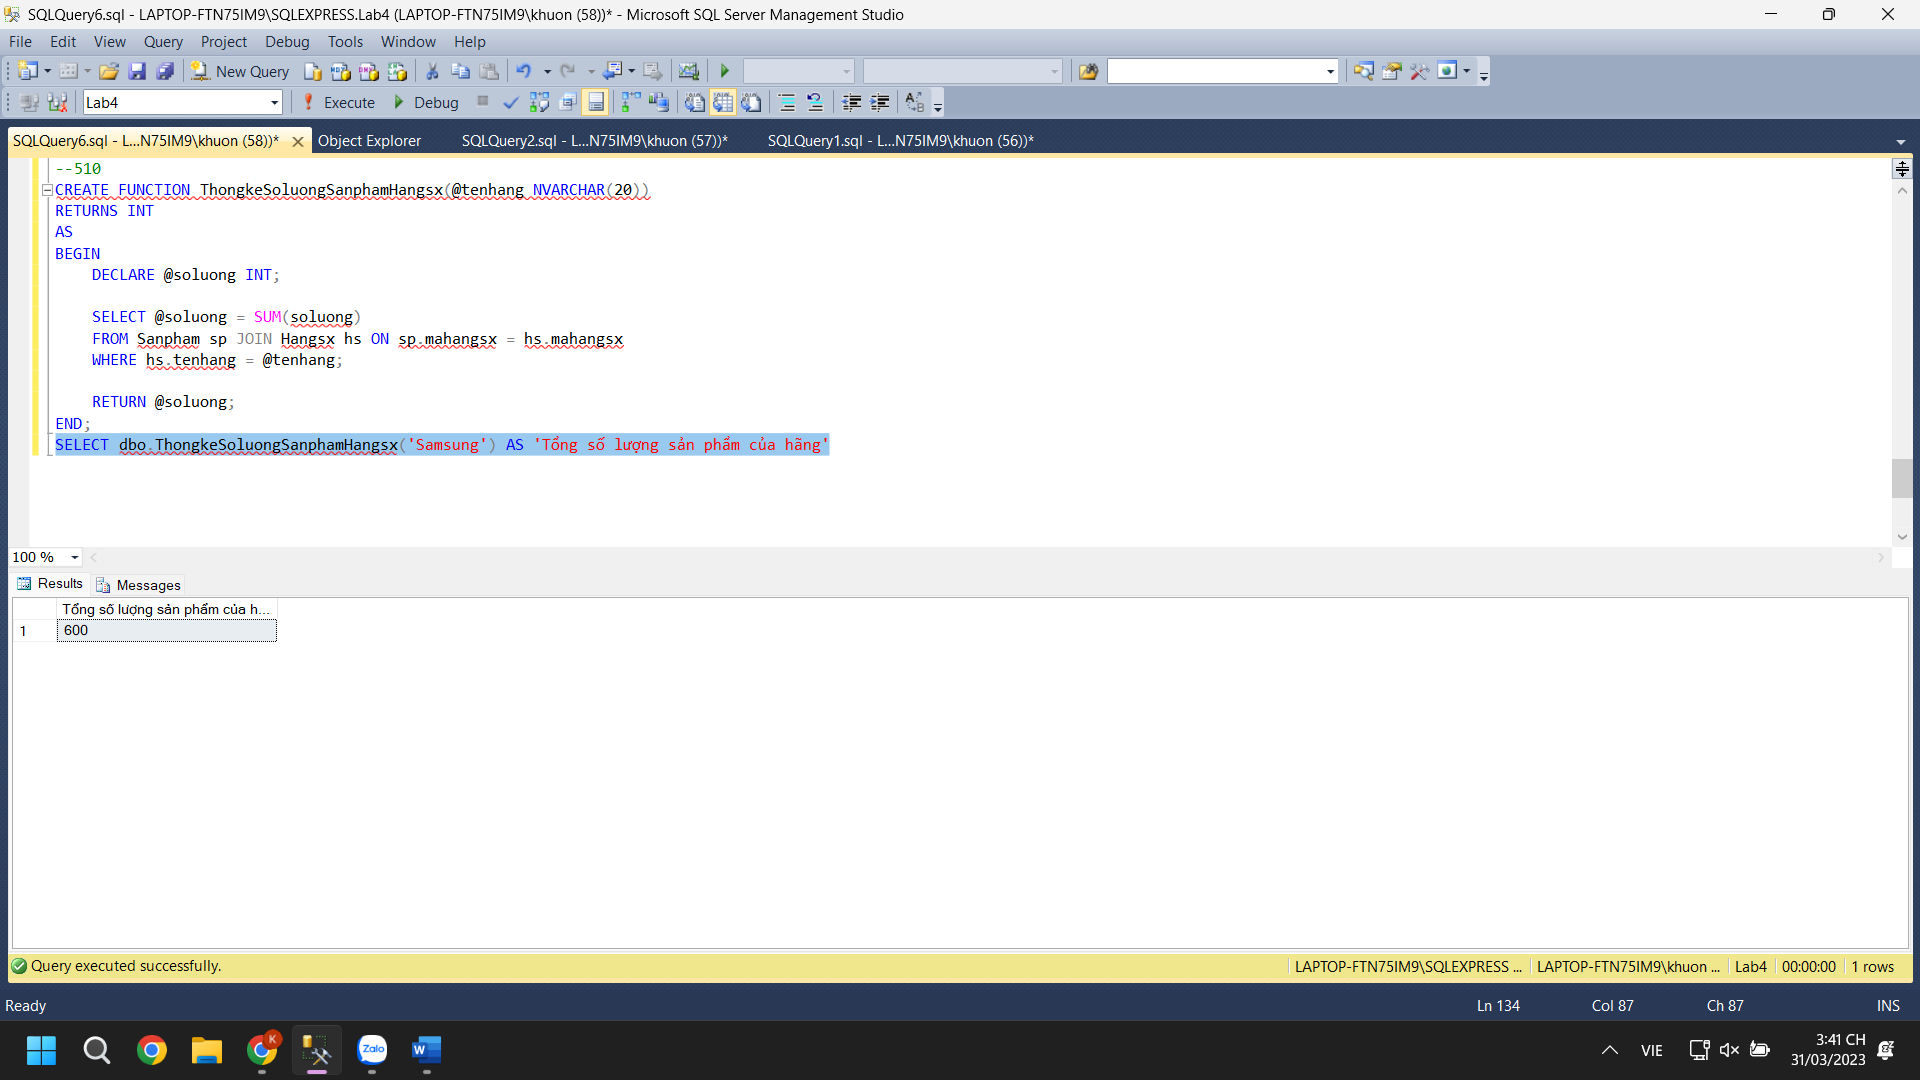 SQLQuery6.sql - LAPTOP-FTN75IM9\SQLEXPRESS.Lab4 (LAPTOP-FTN75IM9\khuon (58))* - Microsoft SQL Server Management Studio
File Edit View Query Project Debug Tools Window Help
New Query
Lab4 Execute Debug
SQLQuery6.sql - L...N75IM9\khuon (58))* Object Explorer SQLQuery2.sql - L...N75IM9\khuon (57))* SQLQuery1.sql - L...N75IM9\khuon (56))*
--510
CREATE FUNCTION ThongkeSoluongSanphamHangsx(@tenhang NVARCHAR(20))
RETURNS INT
AS
BEGIN
DECLARE @soluong INT;
SELECT @soluong = SUM(soluong)
FROM Sanpham sp JOIN Hangsx hs ON sp.mahangsx = hs.mahangsx
WHERE hs.tenhang = @tenhang;
RETURN @soluong;
END;
SELECT dbo.ThongkeSoluongSanphamHangsx('Samsung') AS 'Tổng số lượng sản phẩm của hãng'
100 %
Results Messages
Tổng số lượng sản phẩm của h...
1 600
Query executed successfully. LAPTOP-FTN75IM9\SQLEXPRESS ... LAPTOP-FTN75IM9\khuon ... Lab4 00:00:00 1 rows
Ready Ln 134 Col 87 Ch 87 INS
K Zalo W VIE 3:41 CH
31/03/2023